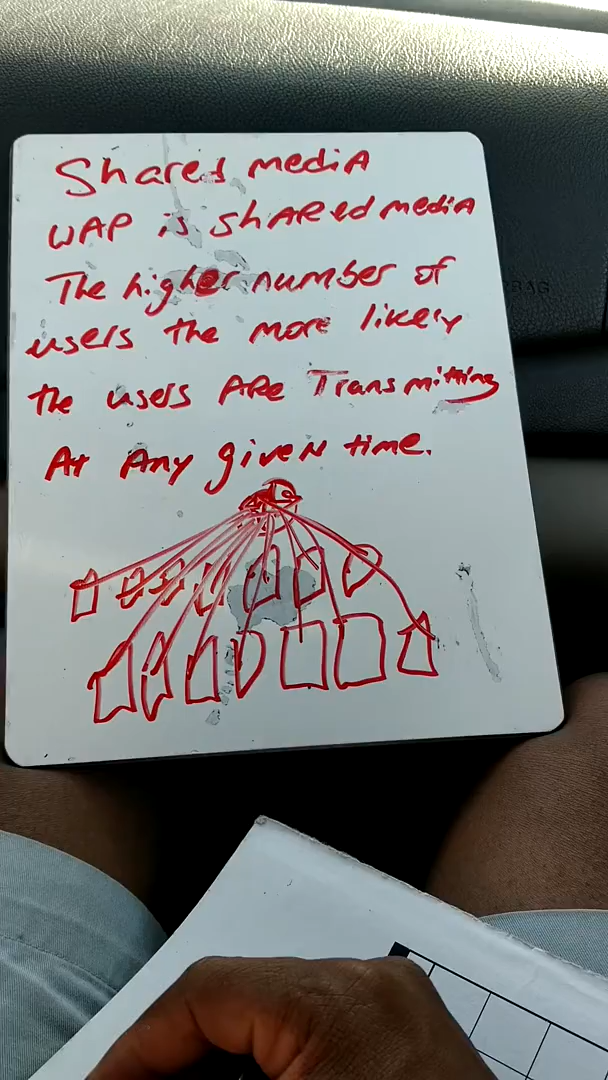 Shared media
WAP is shARed media
The higher number of
users the more likely
the users ARe Transmitting
At Any given time.